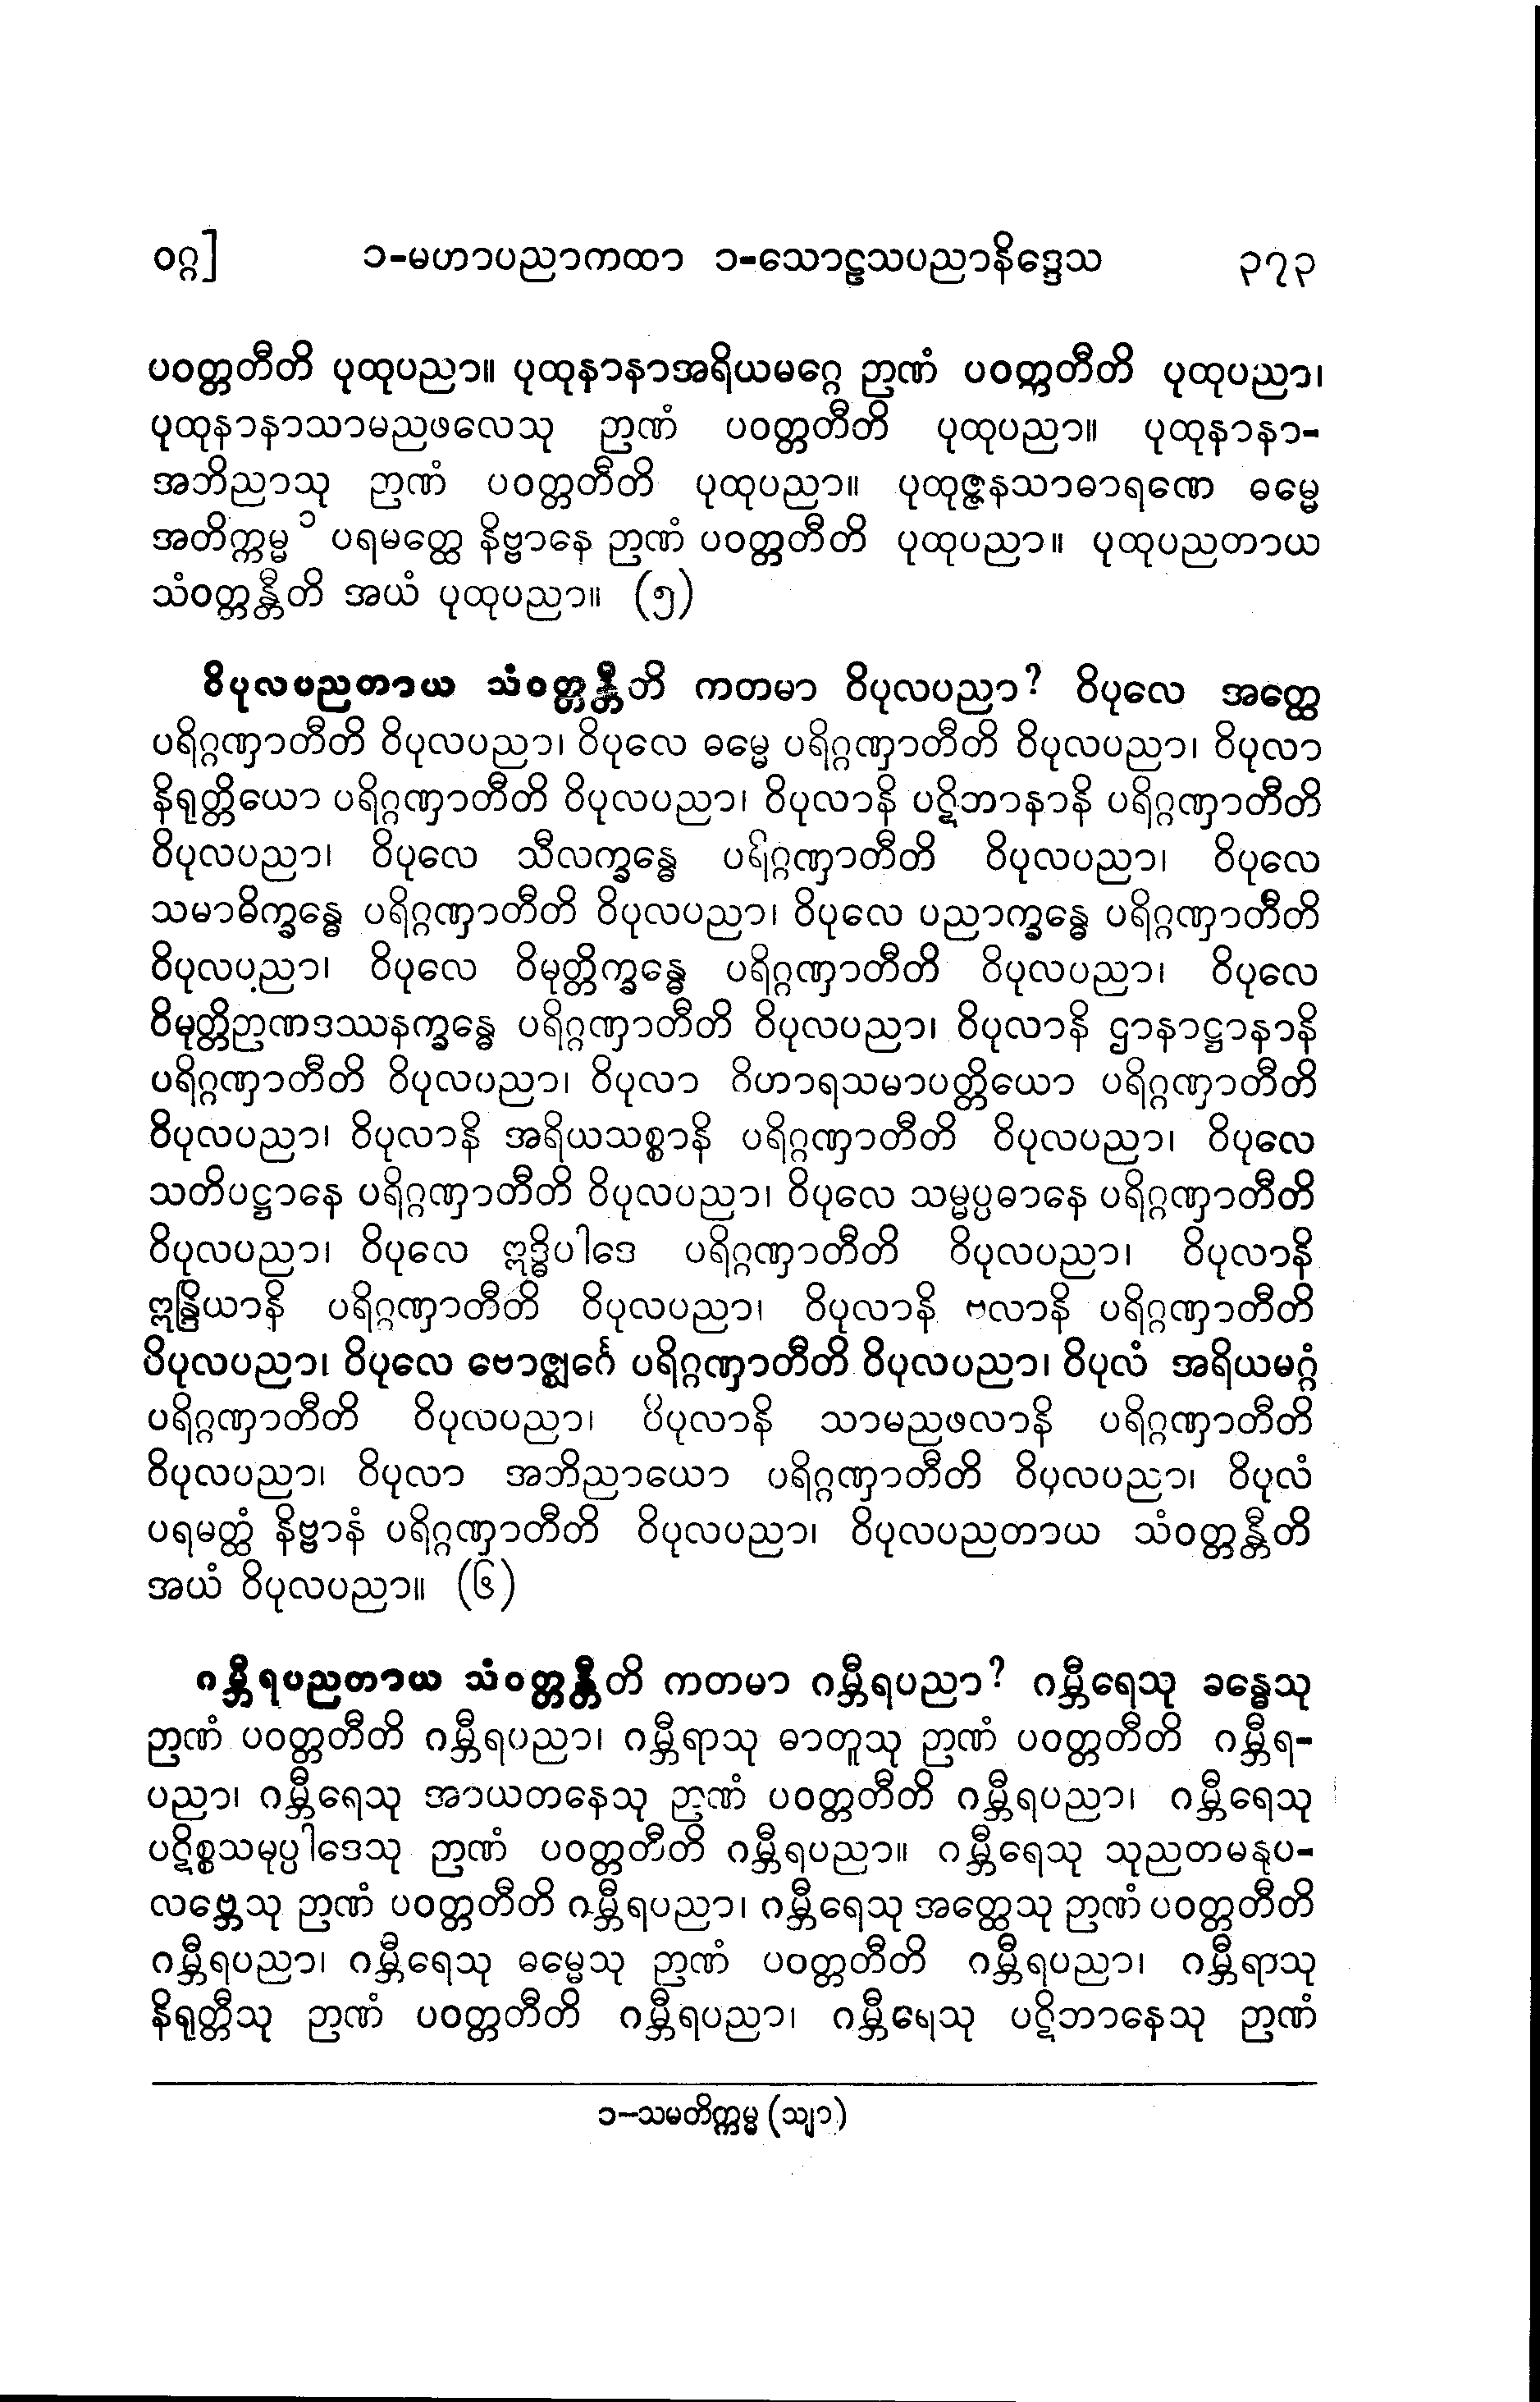 ဝဂ္ဂ] ၁-မဟာပညာကထာ ၁-သောဠသပညာနိဒ္ဒေသ ၃၇၃
ပဝတ္တတီတိ ပုထုပညာ။ ပုထုနာနာအရိယမဂ္ဂေ ဉာဏံ ပဝတ္တတီတိ ပုထုပညာ၊
ပုထုနာနာသာမညဖလေသု ဉာဏံ ပဝတ္တတီတိ ပုထုပညာ။ ပုထုနာနာ-
အဘိညာသု ဉာဏံ ပဝတ္တတီတိ ပုထုပညာ။ ပုထုဇ္ဇနသာဓာရဏေ ဓမ္မေ
အတိက္ကမ္မ ၁ ပရမတ္ထေ နိဗ္ဗာနေ ဉာဏံ ပဝတ္တတီတိ ပုထုပညာ။ ပုထုပညတာယ
သံဝတ္တန္တီတိ အယံ ပုထုပညာ။ (၅)
ဝိပုလပညတာယ သံဝတ္တန္တီတိ ကတမာ ဝိပုလပညာ? ဝိပုလေ အတ္ထေ
ပရိဂ္ဂဏှာတီတိ ဝိပုလပညာ၊ ဝိပုလေ ဓမ္မေ ပရိဂ္ဂဏှာတီတိ ဝိပုလပညာ၊ ဝိပုလာ
နိရုတ္တိယော ပရိဂ္ဂဏှာတီတိ ဝိပုလပညာ၊ ဝိပုလာနိ ပဋိဘာနာနိ ပရိဂ္ဂဏှာတီတိ
ဝိပုလပညာ၊ ဝိပုလေ သီလက္ခန္ဓေ ပရိဂ္ဂဏှာတီတိ ဝိပုလပညာ၊ ဝိပုလေ
သမာဓိက္ခန္ဓေ ပရိဂ္ဂဏှာတီတိ ဝိပုလပညာ၊ ဝိပုလေ ပညာက္ခန္ဓေ ပရိဂ္ဂဏှာတီတိ
ဝိပုလပညာ၊ ဝိပုလေ ဝိမုတ္တိက္ခန္ဓေ ပရိဂ္ဂဏှာတီတိ ဝိပုလပညာ၊ ဝိပုလေ
ဝိမုတ္တိဉာဏဒဿနက္ခန္ဓေ ပရိဂ္ဂဏှာတီတိ ဝိပုလပညာ၊ ဝိပုလာနိ ဌာနာဋ္ဌာနာနိ
ပရိဂ္ဂဏှာတီတိ ဝိပုလပညာ၊ ဝိပုလာ ဝိဟာရသမာပတ္တိယော ပရိဂ္ဂဏှာတီတိ
ဝိပုလပညာ၊ ဝိပုလာနိ အရိယသစ္စာနိ ပရိဂ္ဂဏှာတီတိ ဝိပုလပညာ၊ ဝိပုလေ
သတိပဋ္ဌာနေ ပရိဂ္ဂဏှာတီတိ ဝိပုလပညာ၊ ဝိပုလေ သမ္မပ္ပဓာနေ ပရိဂ္ဂဏှာတီတိ
ဝိပုလပညာ၊ ဝိပုလေ ဣဒ္ဓိပါဒေ ပရိဂ္ဂဏှာတီတိ ဝိပုလပညာ၊ ဝိပုလာနိ
ဣန္ဒြိယာနိ ပရိဂ္ဂဏှာတီတိ ဝိပုလပညာ၊ ဝိပုလာနိ ဗလာနိ ပရိဂ္ဂဏှာတီတိ
ဝိပုလပညာ၊ ဝိပုလေ ဗောဇ္ဈင်္ဂေ ပရိဂ္ဂဏှာတီတိ ဝိပုလပညာ၊ ဝိပုလံ အရိယမဂ္ဂံ
ပရိဂ္ဂဏှာတီတိ ဝိပုလပညာ၊ ဝိပုလာနိ သာမညဖလာနိ ပရိဂ္ဂဏှာတီတိ
ဝိပုလပညာ၊ ဝိပုလာ အဘိညာယော ပရိဂ္ဂဏှာတီတိ ဝိပုလပညာ၊ ဝိပုလံ
ပရမတ္ထံ နိဗ္ဗာနံ ပရိဂ္ဂဏှာတီတိ ဝိပုလပညာ၊ ဝိပုလပညတာယ သံဝတ္တန္တီတိ
အယံ ဝိပုလပညာ။ (၆)
ဂမ္ဘီရပညတာယ သံဝတ္တန္တီတိ ကတမာ ဂမ္ဘီရပညာ? ဂမ္ဘီရေသု ခန္ဓေသု
ဉာဏံ ပဝတ္တတီတိ ဂမ္ဘီရပညာ၊ ဂမ္ဘီရာသု ဓာတူသု ဉာဏံ ပဝတ္တတီတိ ဂမ္ဘီရ-
ပညာ၊ ဂမ္ဘီရေသု အာယတနေသု ဉာဏံ ပဝတ္တတီတိ ဂမ္ဘီရပညာ၊ ဂမ္ဘီရေသု
ပဋိစ္စသမုပ္ပါဒေသု ဉာဏံ ပဝတ္တတီတိ ဂမ္ဘီရပညာ။ ဂမ္ဘီရေသု သုညတမနုပ-
လဗ္ဘေသု ဉာဏံ ပဝတ္တတီတိ ဂမ္ဘီရပညာ၊ ဂမ္ဘီရေသု အတ္ထေသု ဉာဏံ ပဝတ္တတီတိ
ဂမ္ဘီရပညာ၊ ဂမ္ဘီရေသု ဓမ္မေသု ဉာဏံ ပဝတ္တတီတိ ဂမ္ဘီရပညာ၊ ဂမ္ဘီရာသု
နိရုတ္တီသု ဉာဏံ ပဝတ္တတီတိ ဂမ္ဘီရပညာ၊ ဂမ္ဘီရေသု ပဋိဘာနေသု ဉာဏံ
၁-သမတိက္ကမ္မ (သျာ)